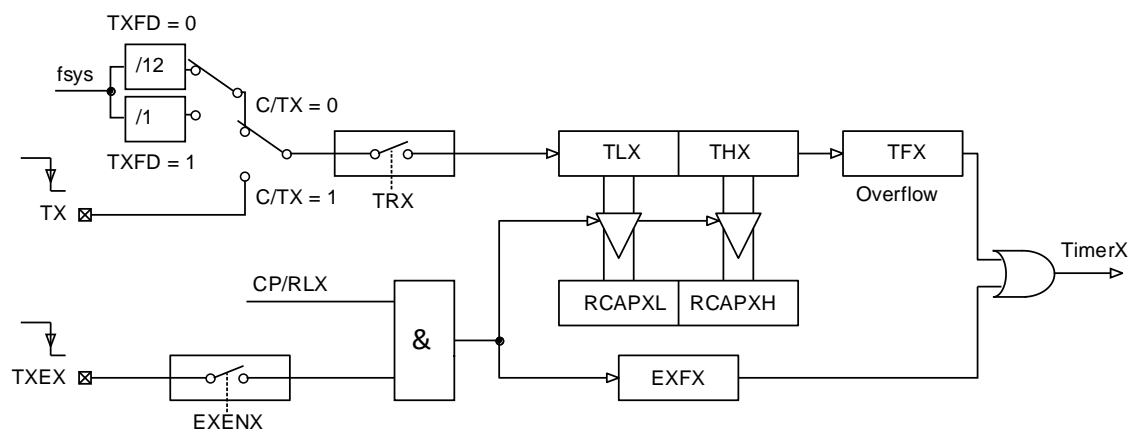 TXFD = 0
/12
fsys
C/TX = 0
/1
TXFD = 1
TLX
THX
TFX
C/TX = 1
TRX
Overflow
TX
TimerX
CP/RLX
RCAPXL
RCAPXH
&
TXEX
EXFX
EXENX